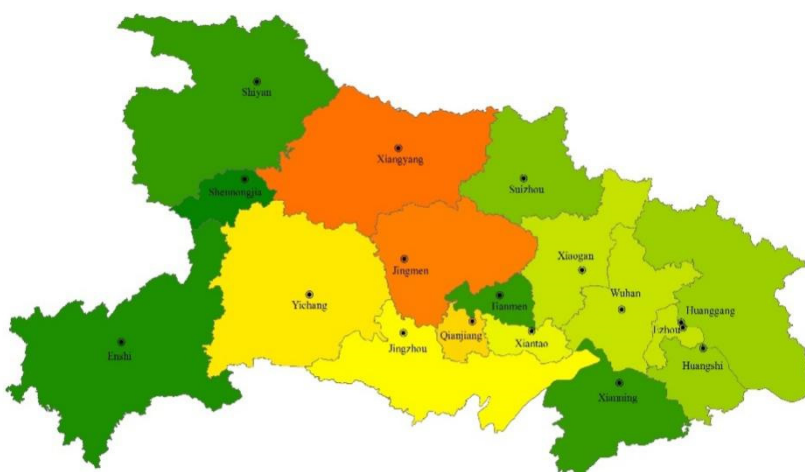 Shiyan
Xiangyang
Shennongjia
Suizhou
Jingmen
Xiaogan
Yichang
Tianmen
Wuhan
Huanggang
Ezhou
Qianjiang
Xiantao
Enshi
Jingzhou
Huangshi
Xianning